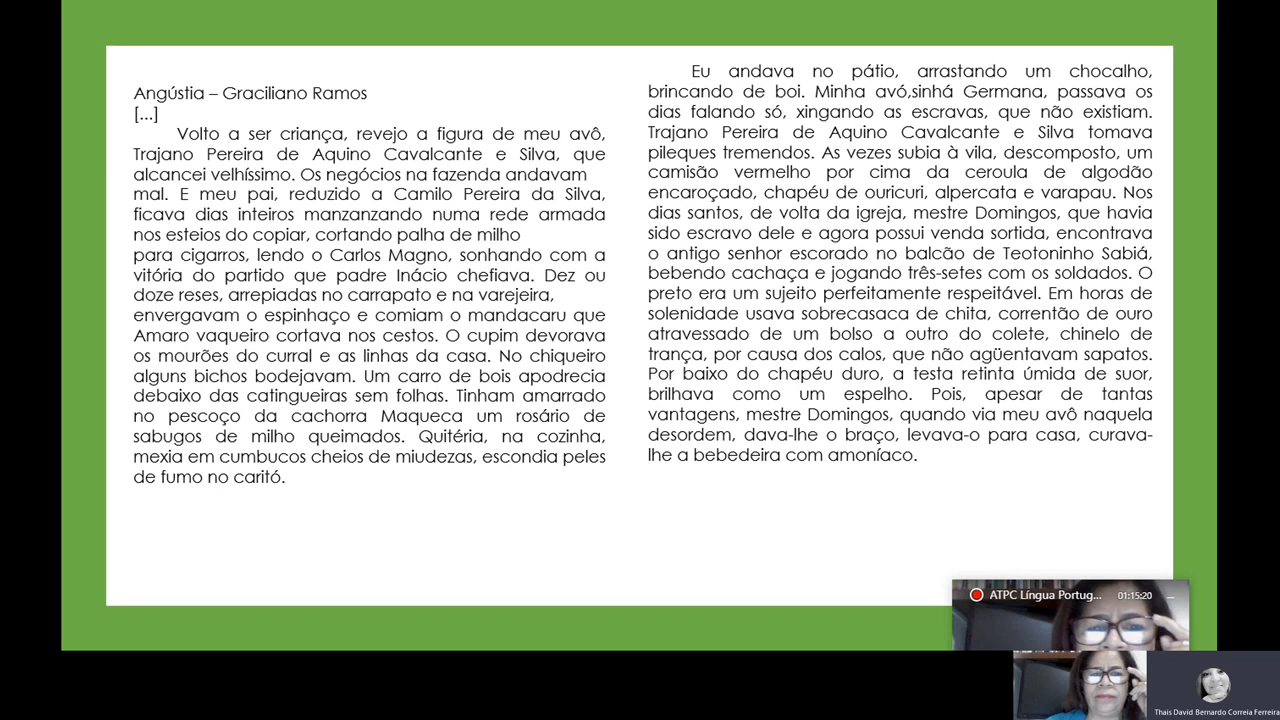 Angústia – Graciliano Ramos
[...]
Volto a ser criança, revejo a figura de meu avô,
Trajano Pereira de Aquino Cavalcante e Silva, que
alcancei velhíssimo. Os negócios na fazenda andavam
mal. E meu pai, reduzido a Camilo Pereira da Silva,
ficava dias inteiros manzanzando numa rede armada
nos esteios do copiar, cortando palha de milho
para cigarros, lendo o Carlos Magno, sonhando com a
vitória do partido que padre Inácio chefiava. Dez ou
doze reses, arrepiadas no carrapato e na varejeira,
envergavam o espinhaço e comiam o mandacaru que
Amaro vaqueiro cortava nos cestos. O cupim devorava
os mourões do curral e as linhas da casa. No chiqueiro
alguns bichos bodejavam. Um carro de bois apodrecia
debaixo das catingueiras sem folhas. Tinham amarrado
no pescoço da cachorra Maqueca um rosário de
sabugos de milho queimados. Quitéria, na cozinha,
mexia em cumbucos cheios de miudezas, escondia peles
de fumo no caritó.
Eu andava no pátio, arrastando um chocalho,
brincando de boi. Minha avó,sinhá Germana, passava os
dias falando só, xingando as escravas, que não existiam.
Trajano Pereira de Aquino Cavalcante e Silva tomava
pileques tremendos. As vezes subia à vila, descomposto, um
camisão vermelho por cima da ceroula de algodão
encaroçado, chapéu de ouricuri, alpercata e varapau. Nos
dias santos, de volta da igreja, mestre Domingos, que havia
sido escravo dele e agora possui venda sortida, encontrava
o antigo senhor escorado no balcão de Teotoninho Sabiá,
bebendo cachaça e jogando três-setes com os soldados. O
preto era um sujeito perfeitamente respeitável. Em horas de
solenidade usava sobrecasaca de chita, correntão de ouro
atravessado de um bolso a outro do colete, chinelo de
trança, por causa dos calos, que não agüentavam sapatos.
Por baixo do chapéu duro, a testa retinta úmida de suor,
brilhava como um espelho. Pois, apesar de tantas
vantagens, mestre Domingos, quando via meu avô naquela
desordem, dava-lhe o braço, levava-o para casa, curava-
lhe a bebedeira com amoníaco.
ATPC Língua Portug... 01:15:20
Thais David Bernardo Correia Ferreira